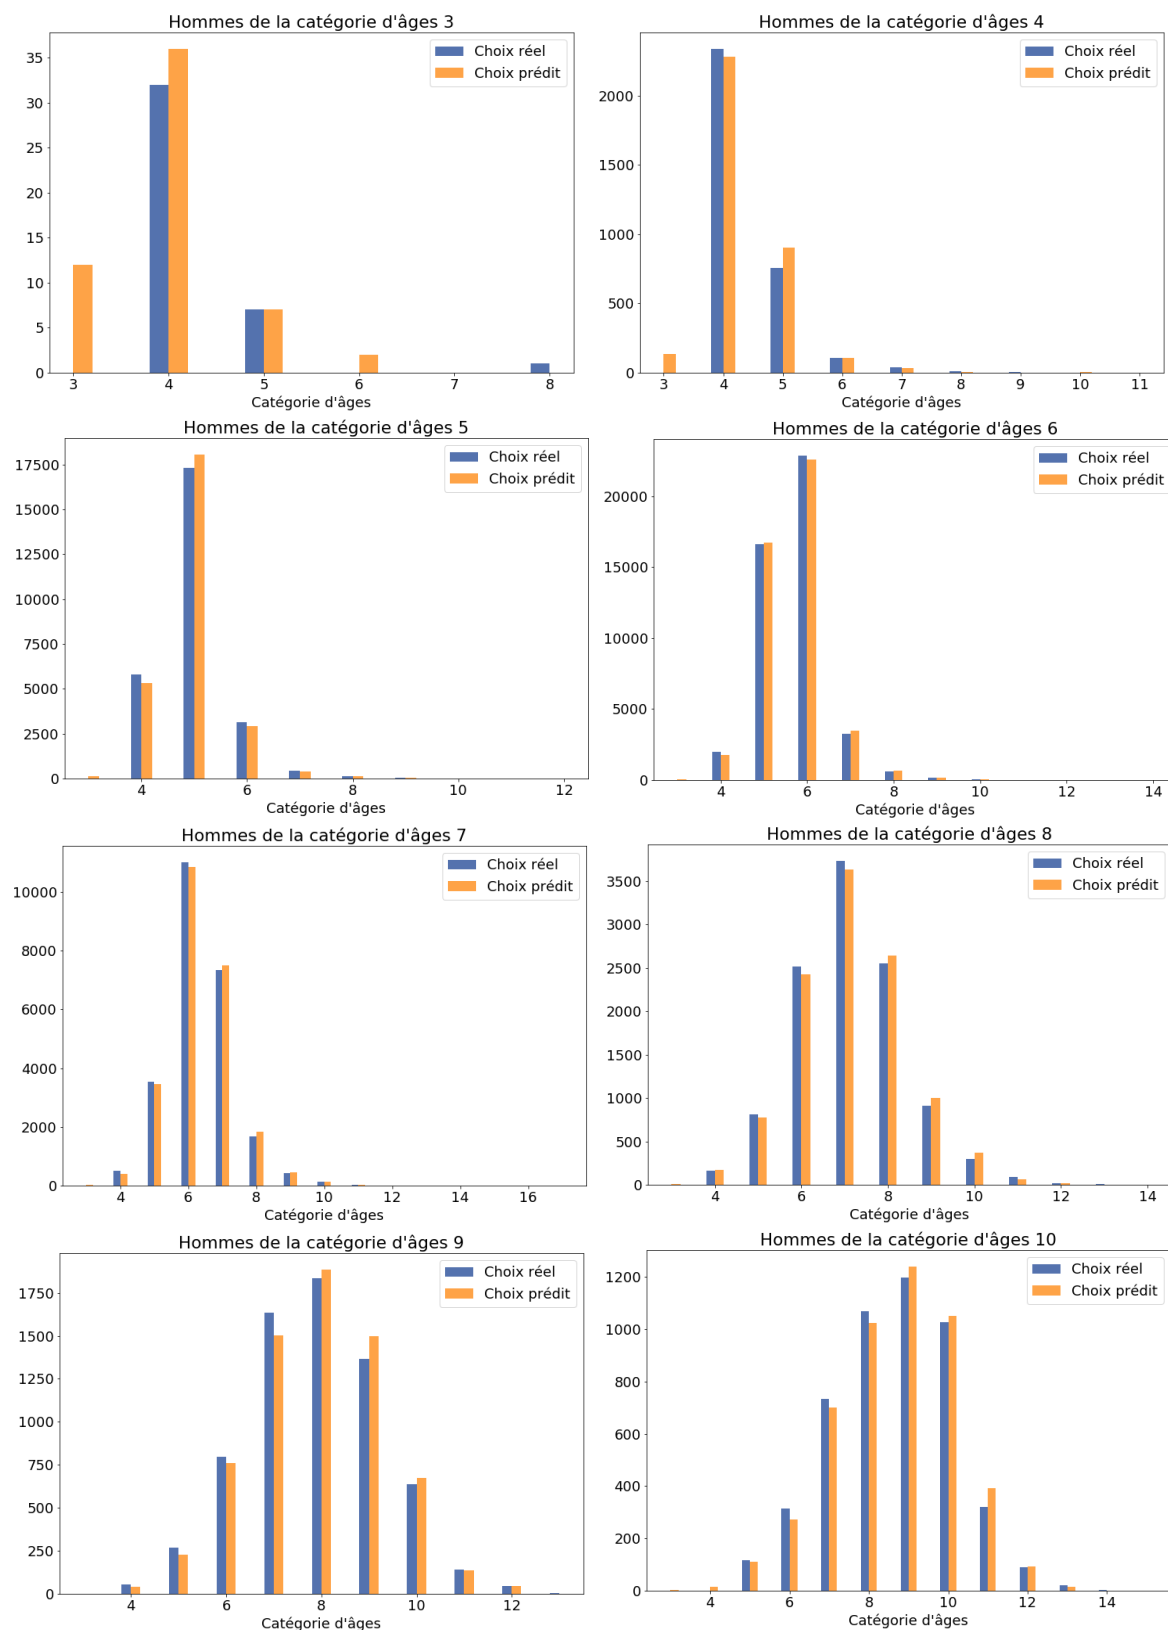 Hommes de la catégorie d'âges 3
35
30
25
20
15
10
5
0
3 4 5 6 7 8
Catégorie d'âges
Choix réel
Choix prédit
Hommes de la catégorie d'âges 4
2000
1500
1000
500
0
3 4 5 6 7 8 9 10 11
Catégorie d'âges
Choix réel
Choix prédit
Hommes de la catégorie d'âges 5
17500
15000
12500
10000
7500
5000
2500
0
4 6 8 10 12
Catégorie d'âges
Choix réel
Choix prédit
Hommes de la catégorie d'âges 6
20000
15000
10000
5000
0
4 6 8 10 12 14
Catégorie d'âges
Choix réel
Choix prédit
Hommes de la catégorie d'âges 7
10000
8000
6000
4000
2000
0
4 6 8 10 12 14 16
Catégorie d'âges
Choix réel
Choix prédit
Hommes de la catégorie d'âges 8
3500
3000
2500
2000
1500
1000
500
0
4 6 8 10 12 14
Catégorie d'âges
Choix réel
Choix prédit
Hommes de la catégorie d'âges 9
1750
1500
1250
1000
750
500
250
0
4 6 8 10 12
Catégorie d'âges
Choix réel
Choix prédit
Hommes de la catégorie d'âges 10
1200
1000
800
600
400
200
0
4 6 8 10 12 14
Catégorie d'âges
Choix réel
Choix prédit